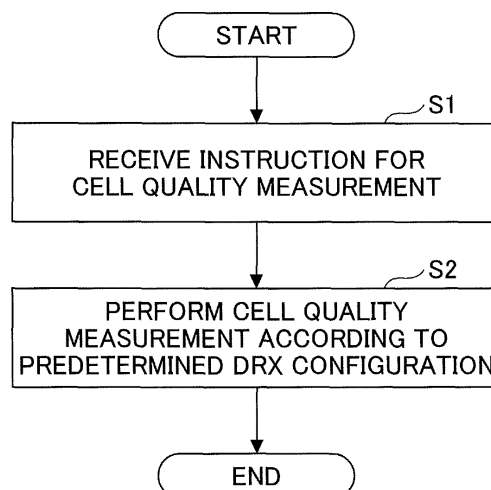 START
S1
RECEIVE INSTRUCTION FOR
CELL QUALITY MEASUREMENT
S2
PERFORM CELL QUALITY
MEASUREMENT ACCORDING TO
PREDETERMINED DRX CONFIGURATION
END